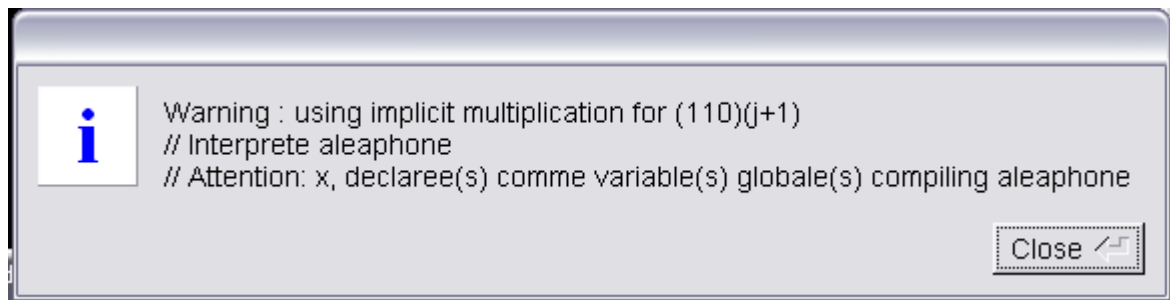 Warning : using implicit multiplication for (110)(j+1)
// Interprete aleaphone
// Attention: x, declaree(s) comme variable(s) globale(s) compiling aleaphone
Close